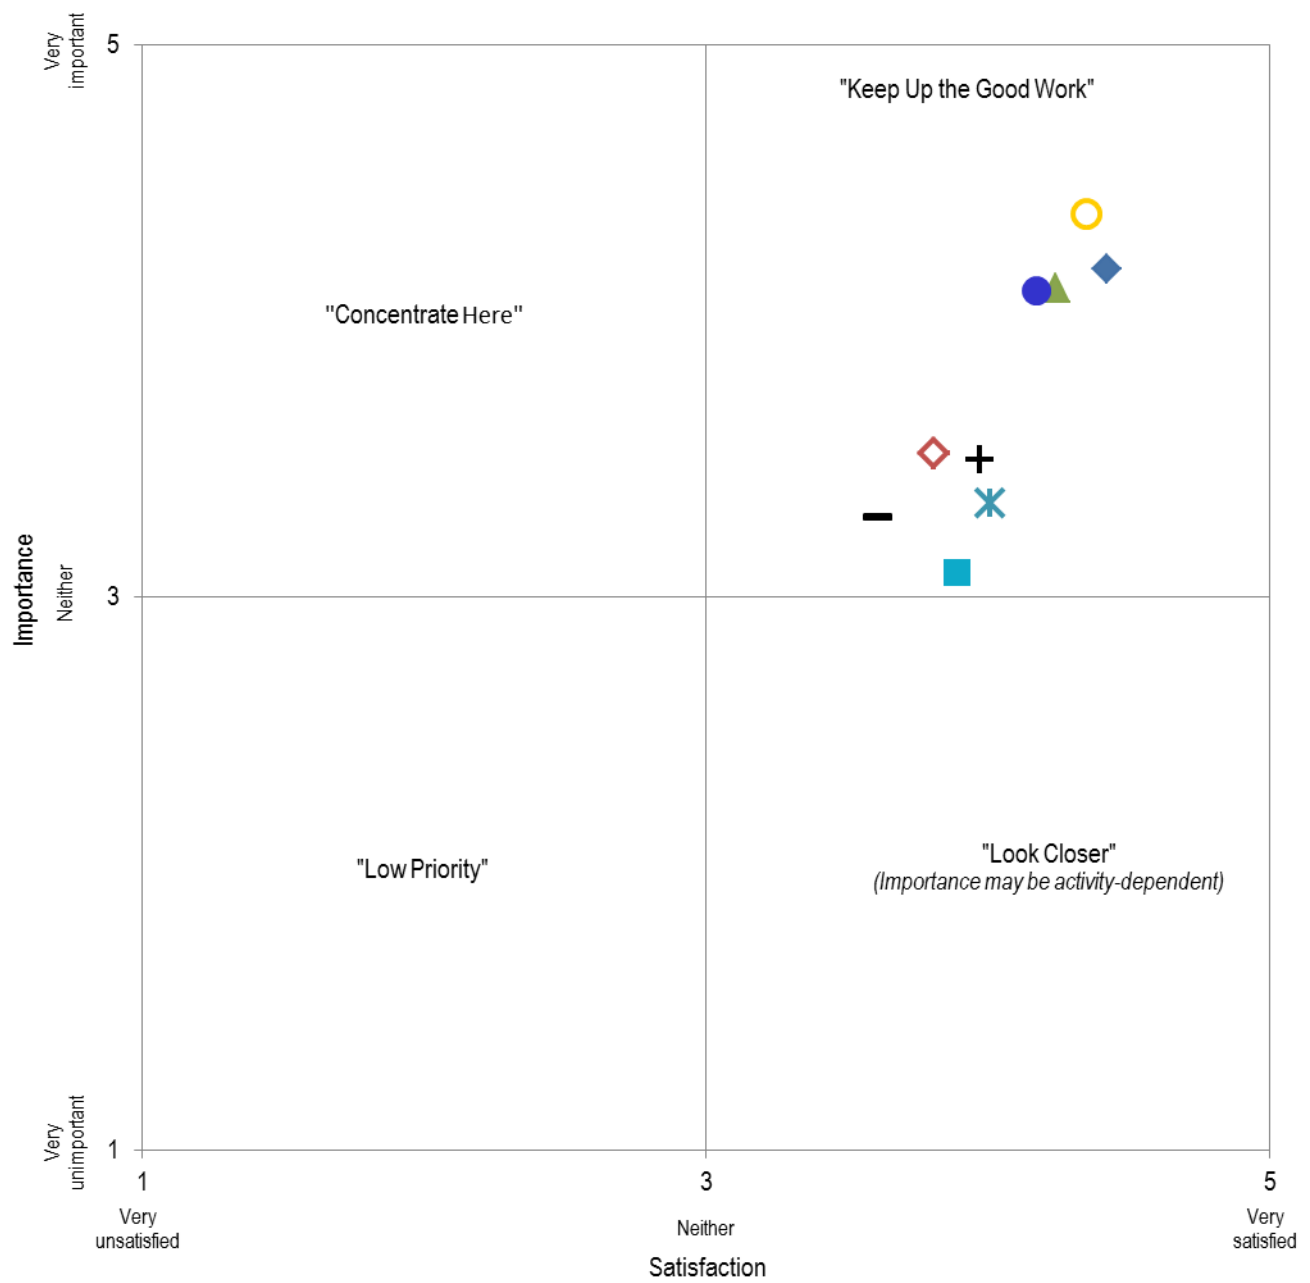 Very
important
5
"Keep Up the Good Work"
"Concentrate Here"
Importance
Neither
3
"Low Priority"
"Look Closer"
(Importance may be activity-dependent)
Very
unimportant
1
1
3
5
Very
unsatisfied
Neither
Very
satisfied
Satisfaction